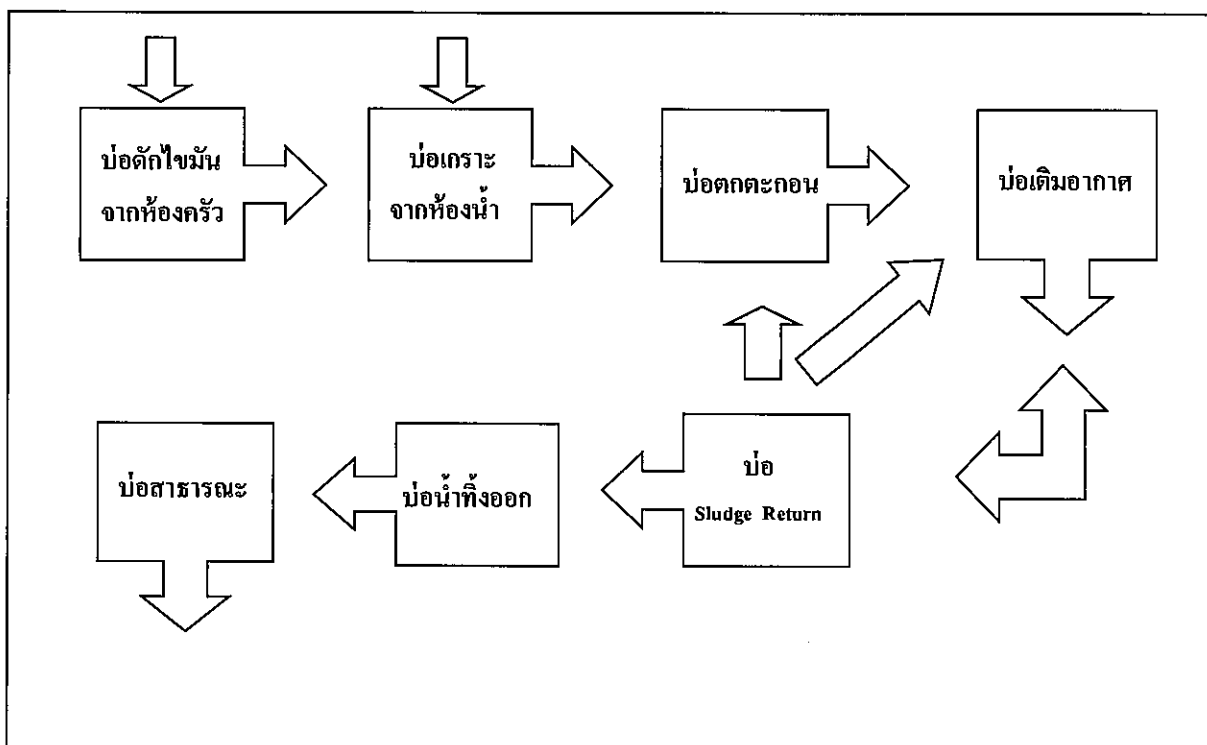 บ่อดักไขมัน
จากห้องครัว
บ่อเกราะ
จากห้องน้ำ
บ่อตกตะกอน
บ่อเติมอากาศ
บ่อสาธารณะ
บ่อน้ำทิ้งออก
บ่อ
Sludge Return